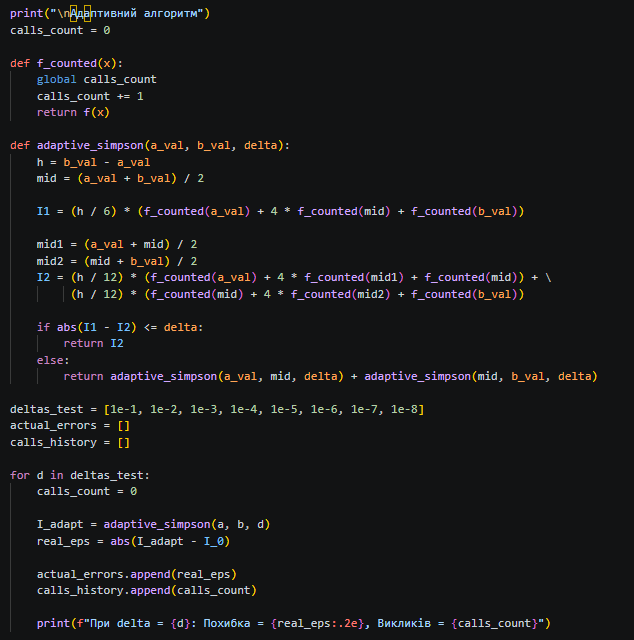 print("\nАдаптивний алгоритм")
calls_count = 0
def f_counted(x):
    global calls_count
    calls_count += 1
    return f(x)
def adaptive_simpson(a_val, b_val, delta):
    h = b_val - a_val
    mid = (a_val + b_val) / 2
    I1 = (h / 6) * (f_counted(a_val) + 4 * f_counted(mid) + f_counted(b_val))
    mid1 = (a_val + mid) / 2
    mid2 = (mid + b_val) / 2
    I2 = (h / 12) * (f_counted(a_val) + 4 * f_counted(mid1) + f_counted(mid)) + \
        (h / 12) * (f_counted(mid) + 4 * f_counted(mid2) + f_counted(b_val))
    if abs(I1 - I2) <= delta:
        return I2
    else:
        return adaptive_simpson(a_val, mid, delta) + adaptive_simpson(mid, b_val, delta)
deltas_test = [1e-1, 1e-2, 1e-3, 1e-4, 1e-5, 1e-6, 1e-7, 1e-8]
actual_errors = []
calls_history = []
for d in deltas_test:
    calls_count = 0
    I_adapt = adaptive_simpson(a, b, d)
    real_eps = abs(I_adapt - I_0)
    actual_errors.append(real_eps)
    calls_history.append(calls_count)
    print(f"При delta = {d}: Похибка = {real_eps:.2e}, Викликів = {calls_count}")